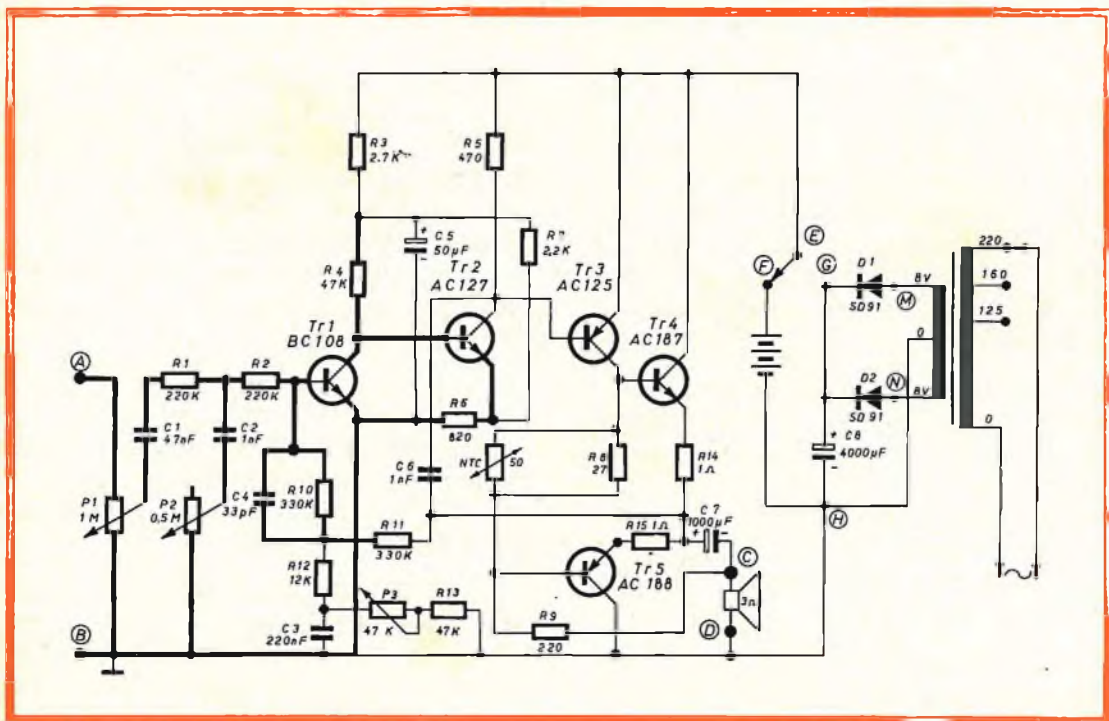 R3
2.7K
R5
470
C5
+
50µF
-
R7
2,2K
Tr2
AC127
Tr3
AC125
Tr4
AC187
R4
47K
Tr1
BC108
E
F
G
D1
8V
M
SD91
220
160
125
0
D2
N
8V
SD91
0
A
R1
220K
R2
220K
R6
820
C1
47nF
C2
1nF
C6
1nF
NTC
50
R8
27
R14
1Ω
C8
+
4000µF
-
P1
1M
P2
0,5M
C4
33pF
R10
330K
R11
330K
R15 1Ω
C7
1000µF
+
-
H
R12
12K
Tr5
AC188
C
3Ω
P3
47 K
R13
47K
R9
220
D
C3
220nF
B